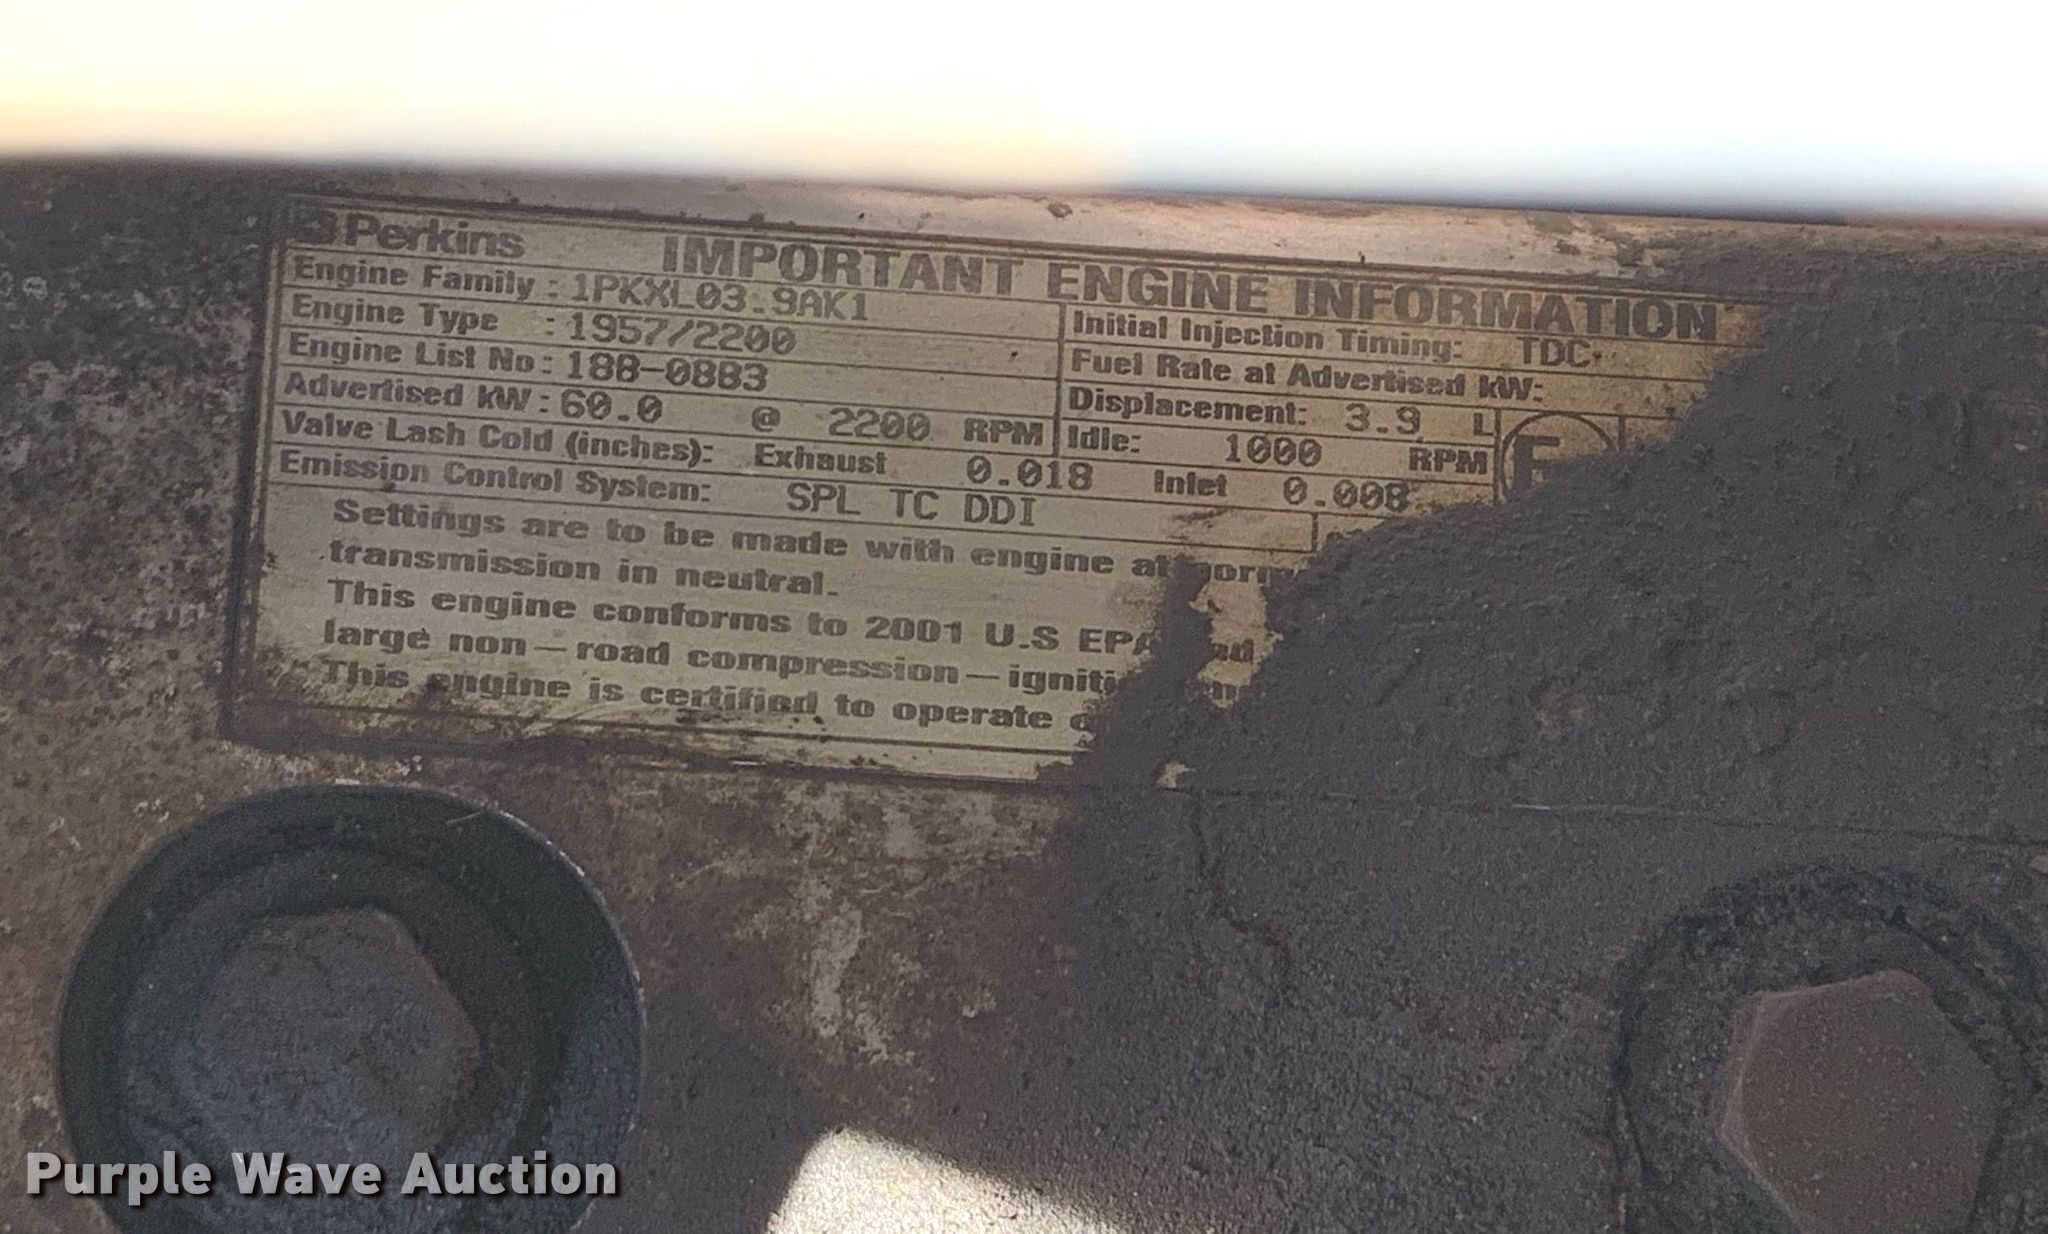 Perkins IMPORTANT ENGINE INFORMATION
Engine Family : 1PKXL03.9AK1
Initial Injection Timing: TDC
Engine Type : 1957/2200
Fuel Rate at Advertised kW:
Engine List No : 188-0883
Displacement: 3.9 L
Advertised kW : 60.0 @ 2200 RPM
Idle: 1000 RPM
Valve Lash Cold (inches): Exhaust 0.018 Inlet 0.008
Emission Control System: SPL TC DDI
Settings are to be made with engine at
transmission in neutral.
This engine conforms to 2001 U.S EPA
large non-road compression-
This engine is certified to operate
Purple Wave Auction